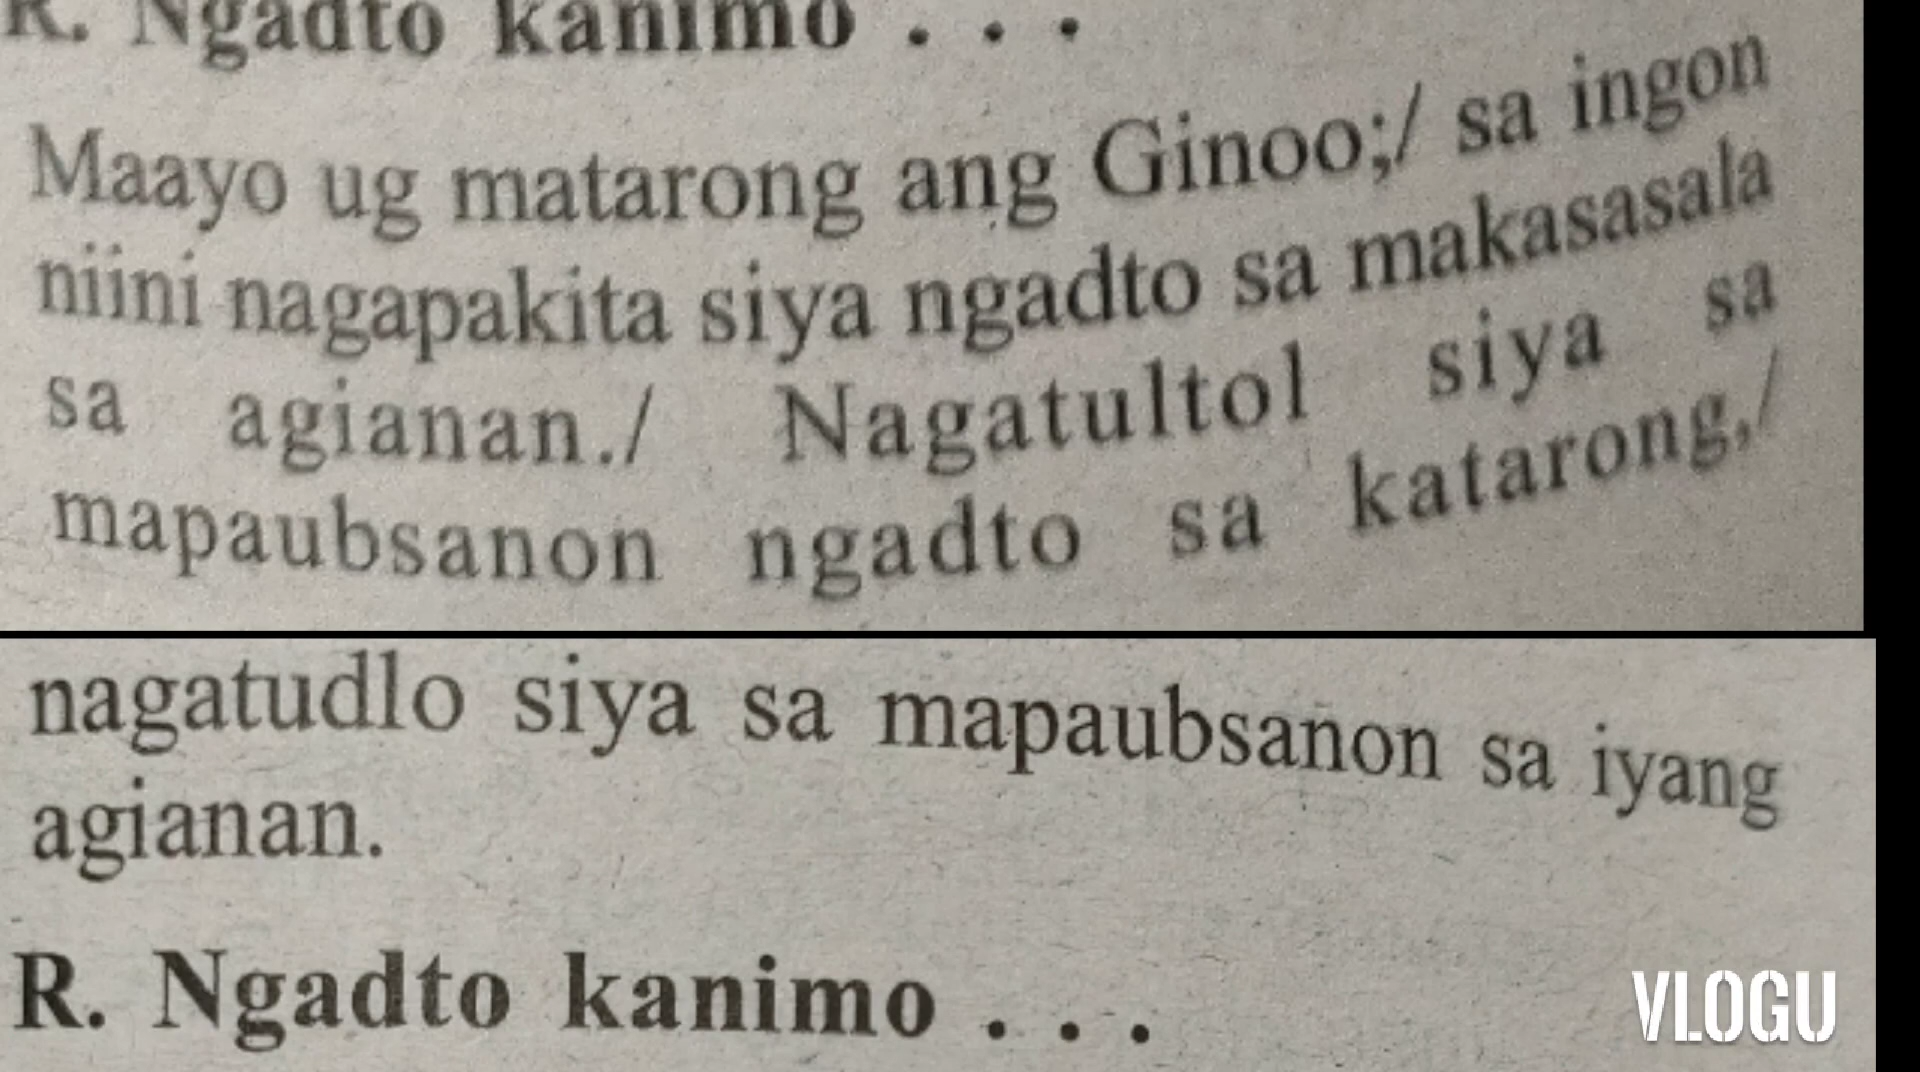 R. Ngadto kanimo . . .
Maayo ug matarong ang Ginoo;/ sa ingon
niini nagapakita siya ngadto sa makasasala
sa agianan./ Nagatultol siya sa
mapaubsanon ngadto sa katarong,/
nagatudlo siya sa mapaubsanon sa iyang
agianan.
R. Ngadto kanimo . . .
VLOGU